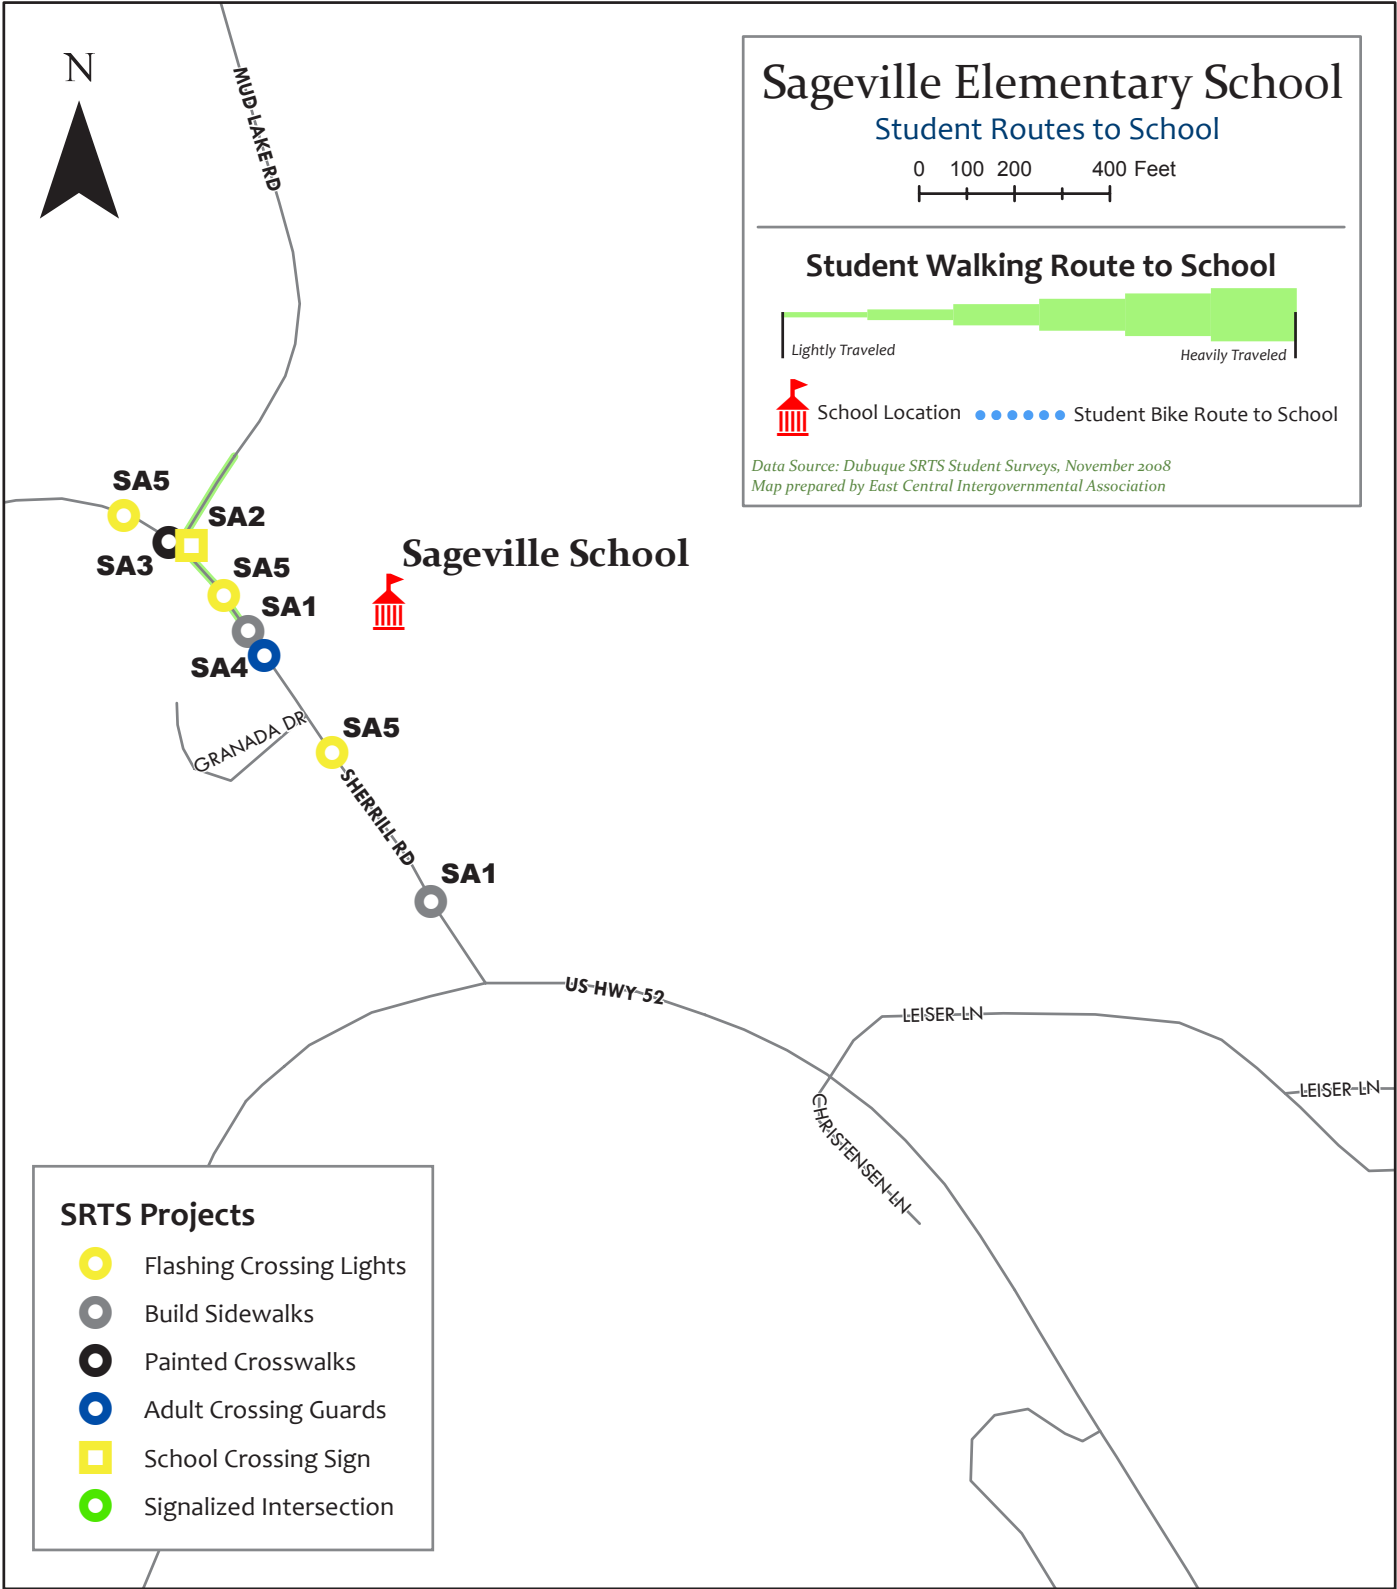 N
MUD LAKE RD
Sageville Elementary School
Student Routes to School
0 100 200 400 Feet
Student Walking Route to School
Lightly Traveled
Heavily Traveled
School Location
Student Bike Route to School
Data Source: Dubuque SRTS Student Surveys, November 2008
Map prepared by East Central Intergovernmental Association
SA5
SA2
SA3
Sageville School
SA5
SA1
SA4
GRANADA DR
SA5
SHERRILL RD
SA1
US HWY 52
LEISER LN
LEISER LN
CHRISTENSEN LN
SRTS Projects
Flashing Crossing Lights
Build Sidewalks
Painted Crosswalks
Adult Crossing Guards
School Crossing Sign
Signalized Intersection